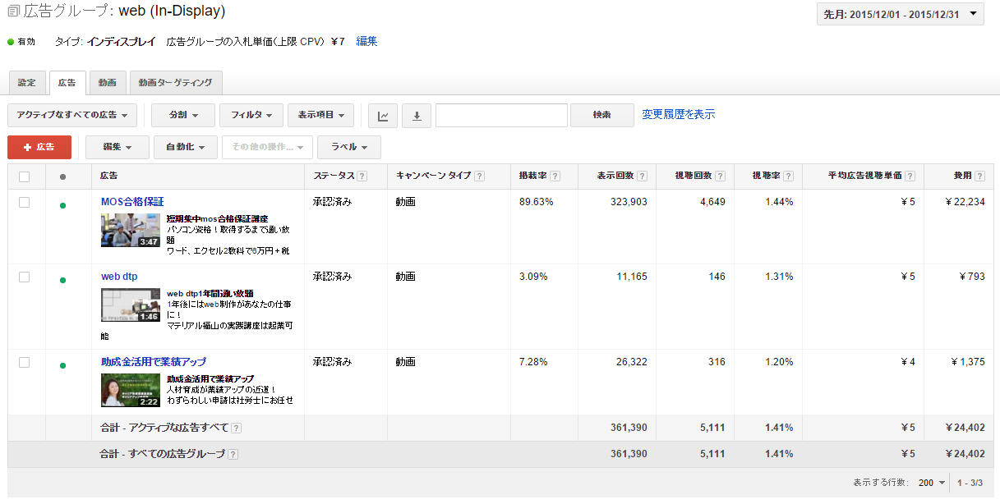 広告グループ: web (In-Display)
先月: 2015/12/01 - 2015/12/31
有効 タイプ: インディスプレイ 広告グループの入札単価(上限 CPV) ¥7 編集
設定 広告 動画 動画ターゲティング
アクティブなすべての広告 分割 フィルタ 表示項目 検索 変更履歴を表示
+ 広告 編集 自動化 その他の操作... ラベル
広告 ステータス ? キャンペーン タイプ ? 掲載率 ? 表示回数 ? 視聴回数 ? 視聴率 ? 平均広告視聴単価 ? 費用 ?
MOS合格保証 承認済み 動画 89.63% 323,903 4,649 1.44% ¥5 ¥22,234
短期集中mos合格保証講座
パソコン資格!取得するまで通い放
題
ワード、エクセル2教科で6万円+税
3:47
web dtp 承認済み 動画 3.09% 11,165 146 1.31% ¥5 ¥793
web dtp1年間通い放題
1年後にはweb制作があなたの仕事
に!
マテリアル福山の実践講座は起業可
能
1:46
助成金活用で業績アップ 承認済み 動画 7.28% 26,322 316 1.20% ¥4 ¥1,375
助成金活用で業績アップ
人材育成が業績アップの近道!
わずらわしい申請は社労士にお任せ
2:22
合計 - アクティブな広告すべて ? 361,390 5,111 1.41% ¥5 ¥24,402
合計 - すべての広告グループ ? 361,390 5,111 1.41% ¥5 ¥24,402
表示する行数: 200 1 - 3/3